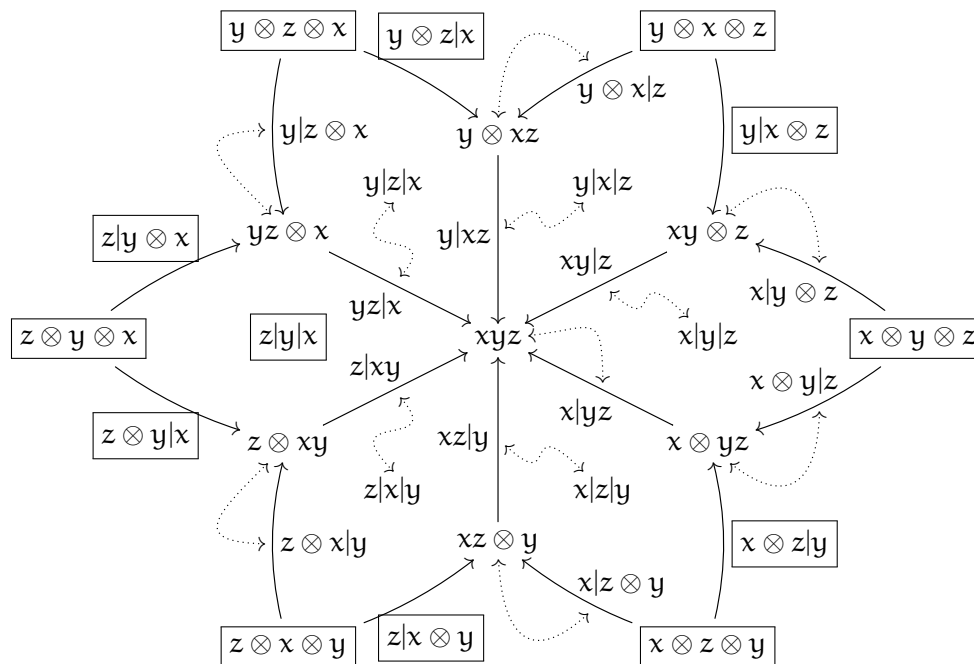 y ⊗ z ⊗ x
y ⊗ z|x
y ⊗ x ⊗ z
y ⊗ x|z
y|z ⊗ x
y ⊗ xz
y|x ⊗ z
y|z|x
y|x|z
z|y ⊗ x
yz ⊗ x
y|xz
xy ⊗ z
xy|z
x|y ⊗ z
yz|x
z ⊗ y ⊗ x
z|y|x
xyz
x|y|z
x ⊗ y ⊗ z
z|xy
x ⊗ y|z
x|yz
z ⊗ y|x
z ⊗ xy
xz|y
x ⊗ yz
z|x|y
x|z|y
z ⊗ x|y
xz ⊗ y
x ⊗ z|y
x|z ⊗ y
z ⊗ x ⊗ y
z|x ⊗ y
x ⊗ z ⊗ y